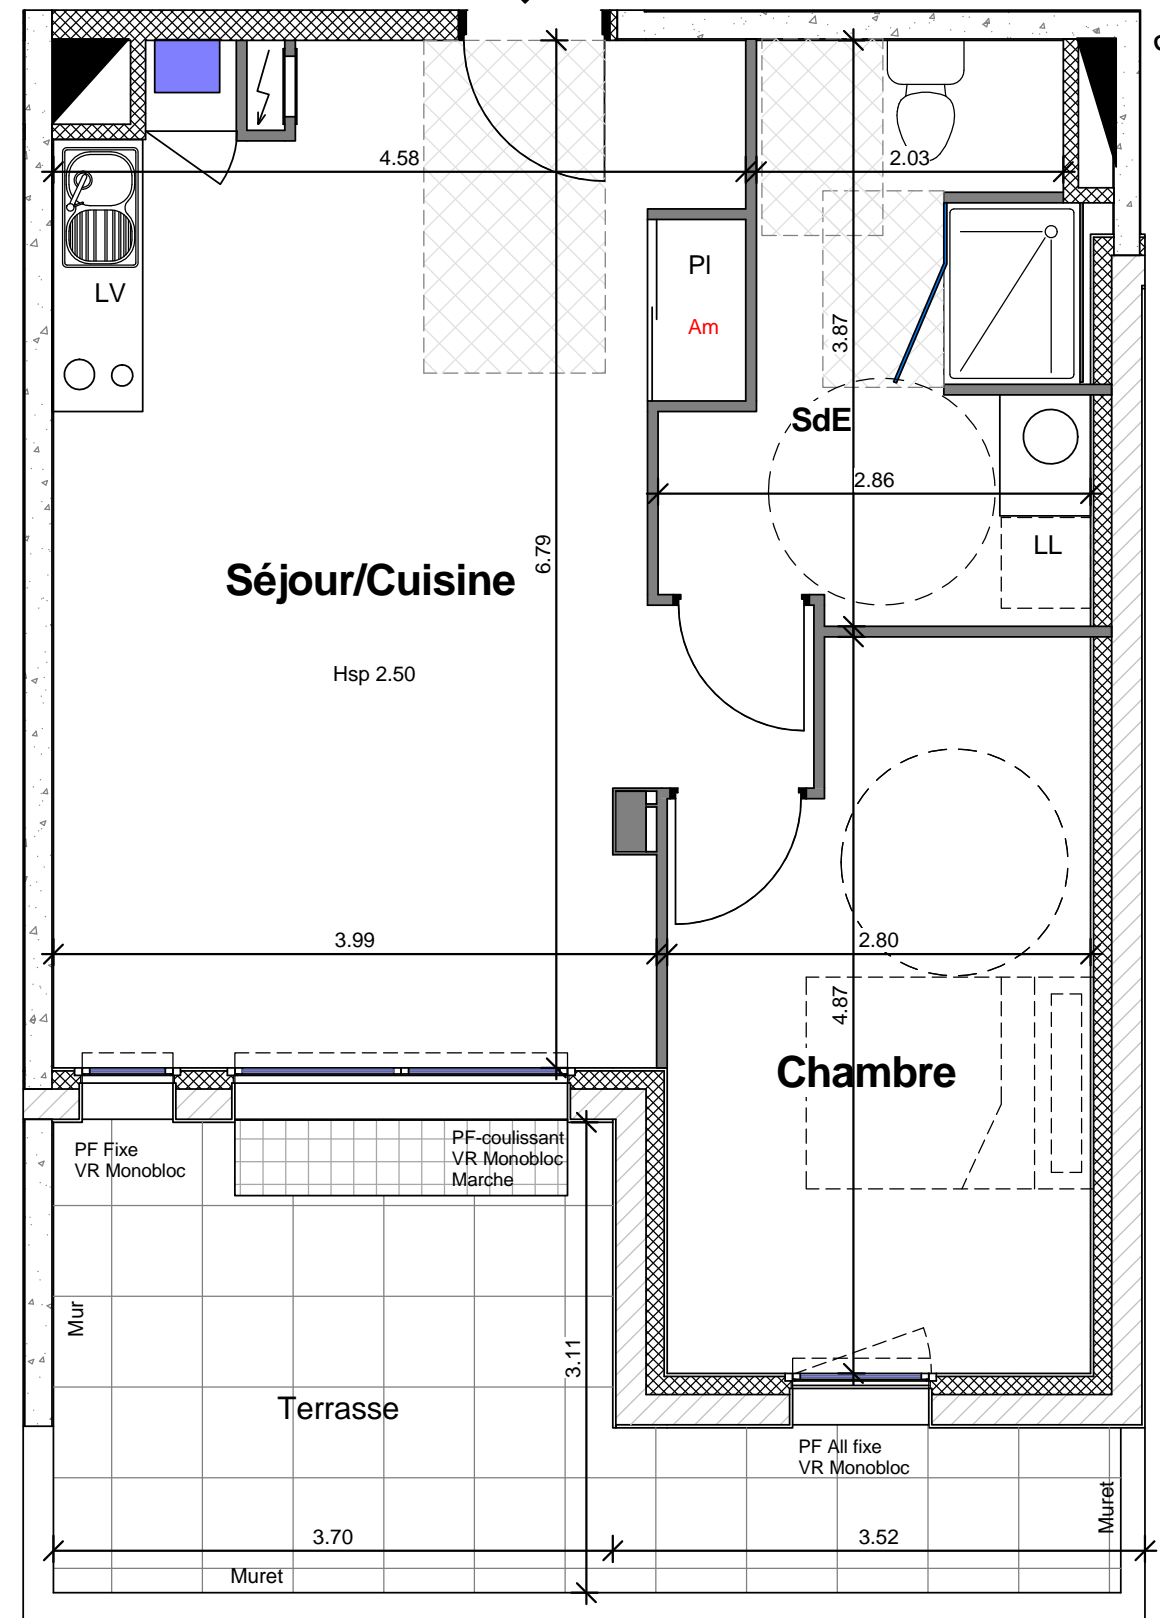 4.58
2.03
Pl
LV
Am
3.87
SdE
2.86
6.79
LL
Séjour/Cuisine
Hsp 2.50
3.99
2.80
4.87
Chambre
PF Fixe
VR Monobloc
PF-coulissant
VR Monobloc
Marche
Mur
3.11
Terrasse
PF All fixe
VR Monobloc
Muret
3.70
3.52
Muret